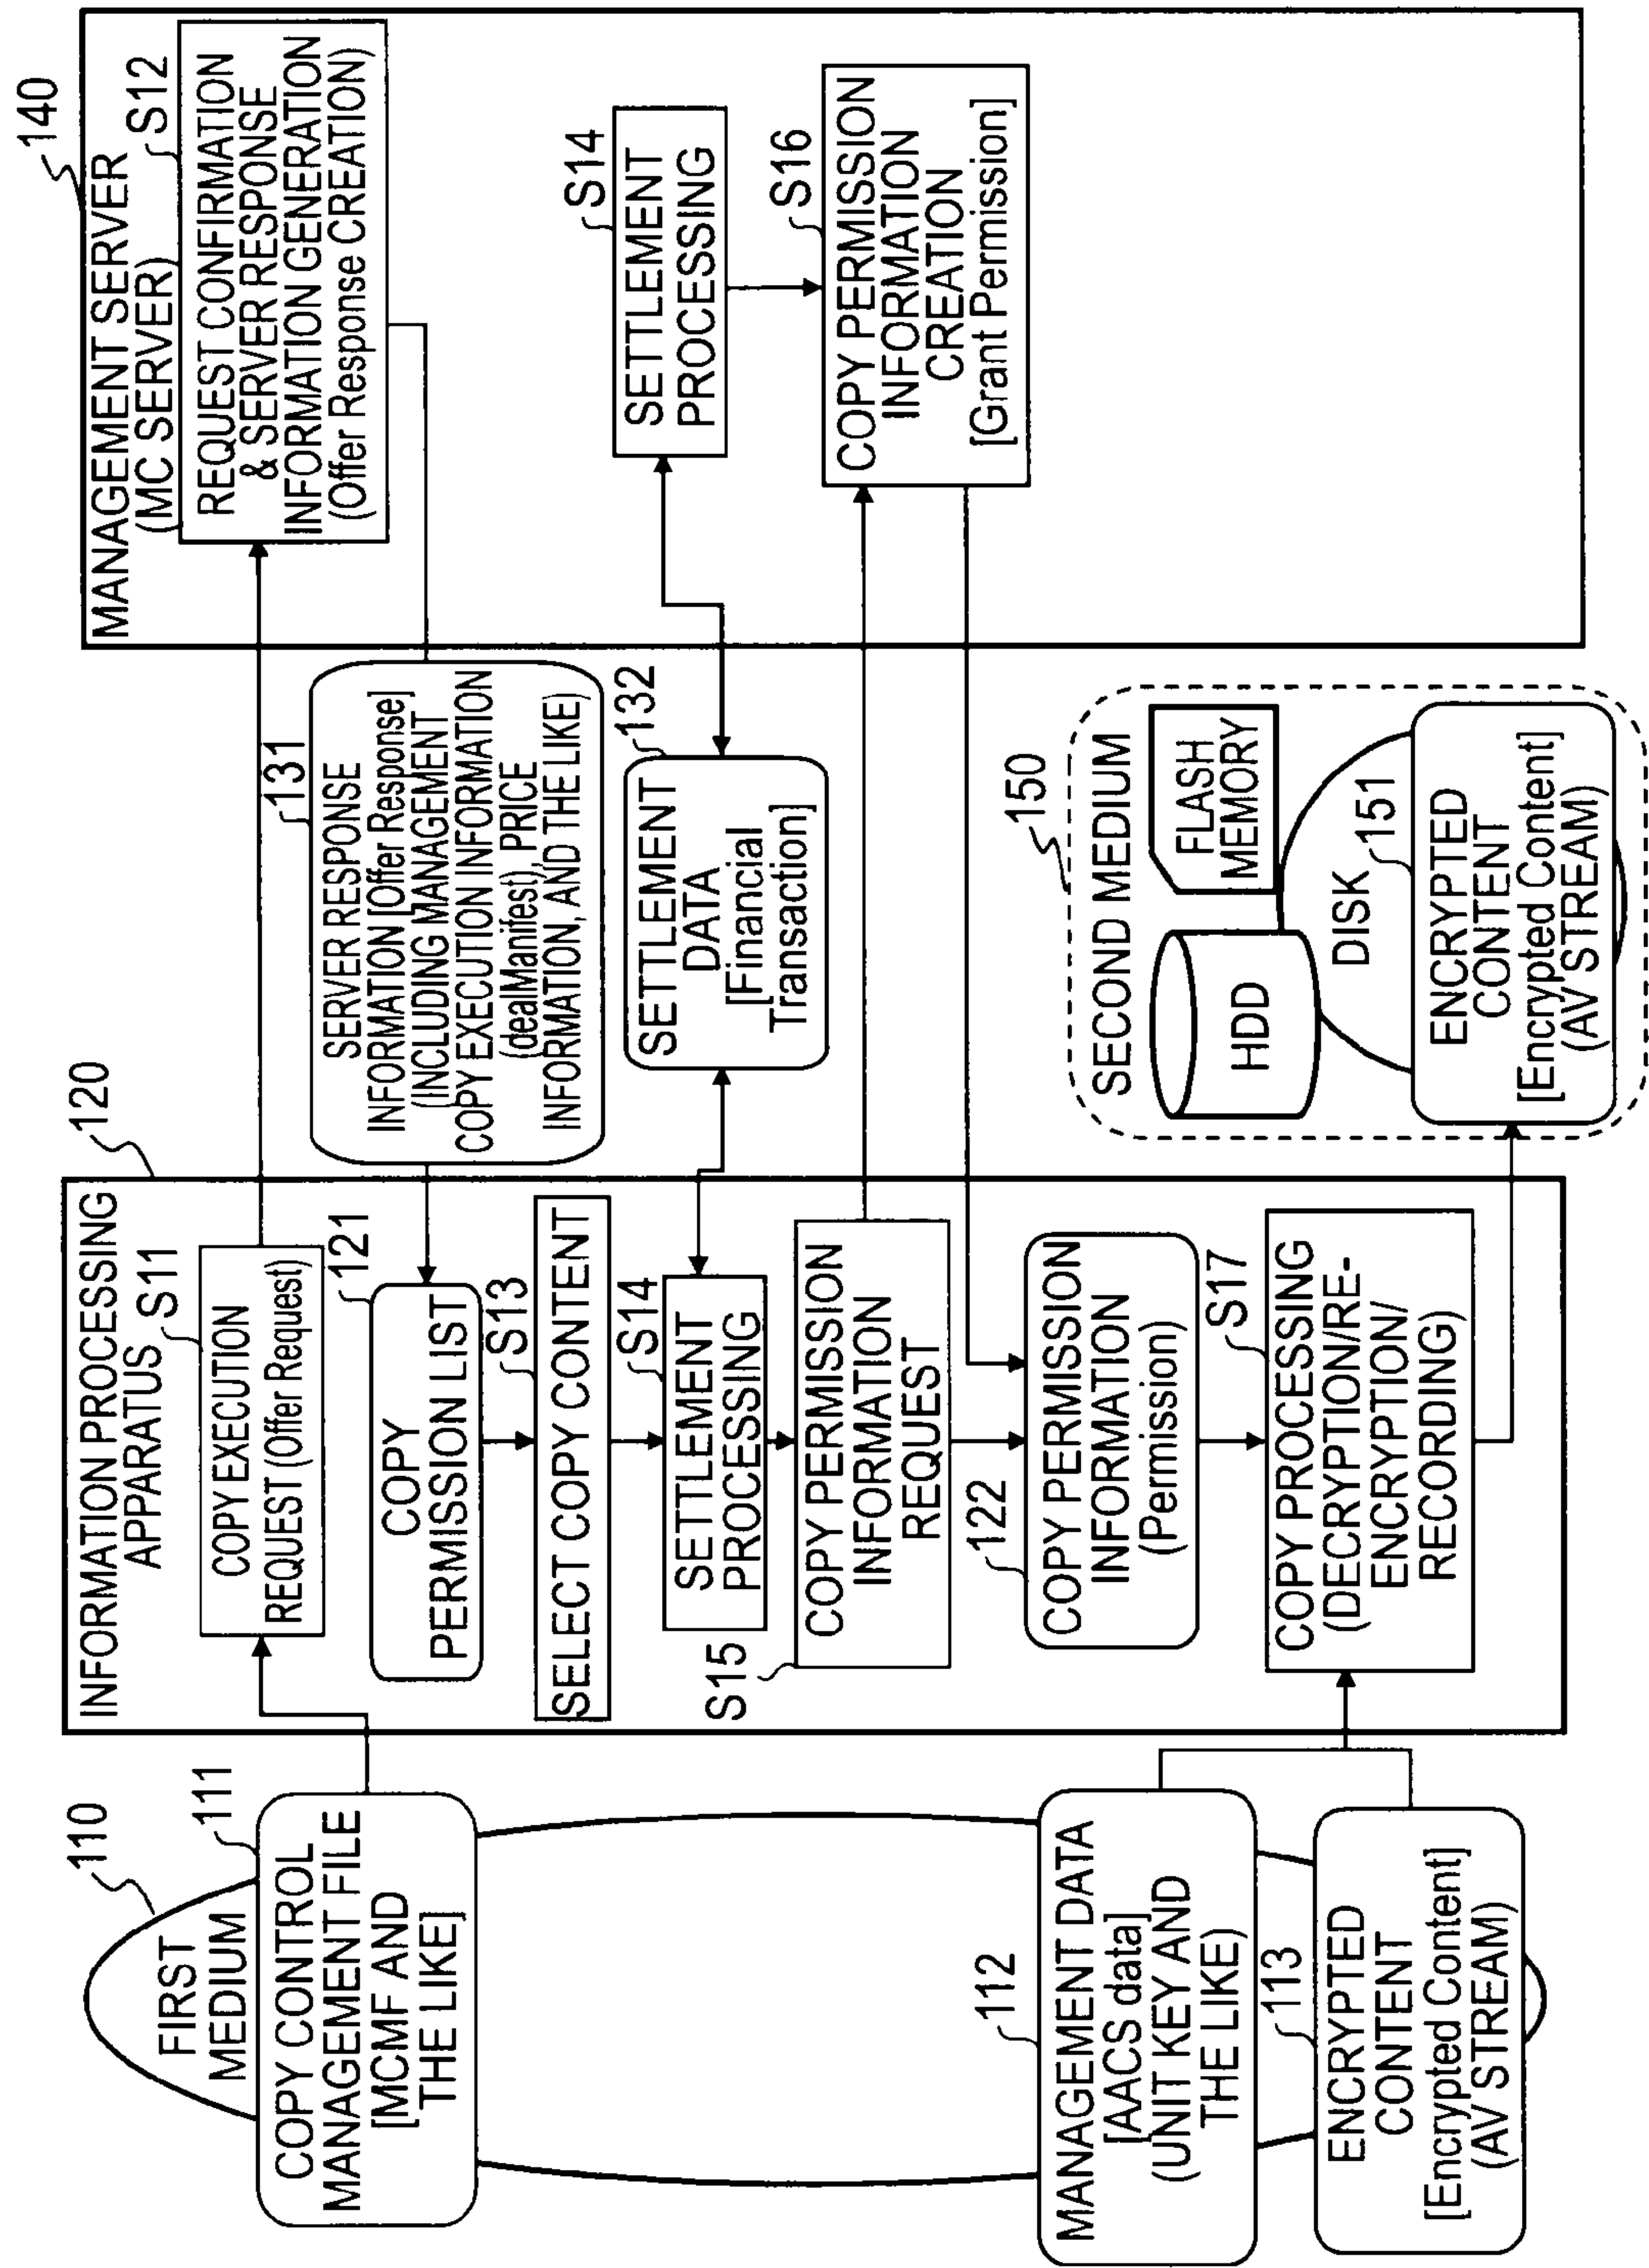 110
FIRST
MEDIUM
111
COPY CONTROL
MANAGEMENT FILE
[MCMF AND
THE LIKE]
112
MANAGEMENT DATA
[AACS data]
(UNIT KEY AND
THE LIKE)
113
ENCRYPTED
CONTENT
[Encrypted Content]
(AV STREAM)
120
INFORMATION PROCESSING
APPARATUS
S11
COPY EXECUTION
REQUEST (Offer Request)
121
COPY
PERMISSION LIST
S13
SELECT COPY CONTENT
S14
SETTLEMENT
PROCESSING
S15
COPY PERMISSION
INFORMATION
REQUEST
122
COPY PERMISSION
INFORMATION
(Permission)
S17
COPY PROCESSING
(DECRYPTION/RE-
ENCRYPTION/
RECORDING)
131
SERVER RESPONSE
INFORMATION [Offer Response]
(INCLUDING MANAGEMENT
COPY EXECUTION INFORMATION
(dealManifest), PRICE
INFORMATION, AND THE LIKE)
132
SETTLEMENT
DATA
[Financial
Transaction]
150
SECOND MEDIUM
HDD
FLASH
MEMORY
DISK
151
ENCRYPTED
CONTENT
[Encrypted Content]
(AV STREAM)
140
MANAGEMENT SERVER
(MC SERVER)
S12
REQUEST CONFIRMATION
& SERVER RESPONSE
INFORMATION GENERATION
(Offer Response CREATION)
S14
SETTLEMENT
PROCESSING
S16
COPY PERMISSION
INFORMATION
CREATION
[Grant Permission]